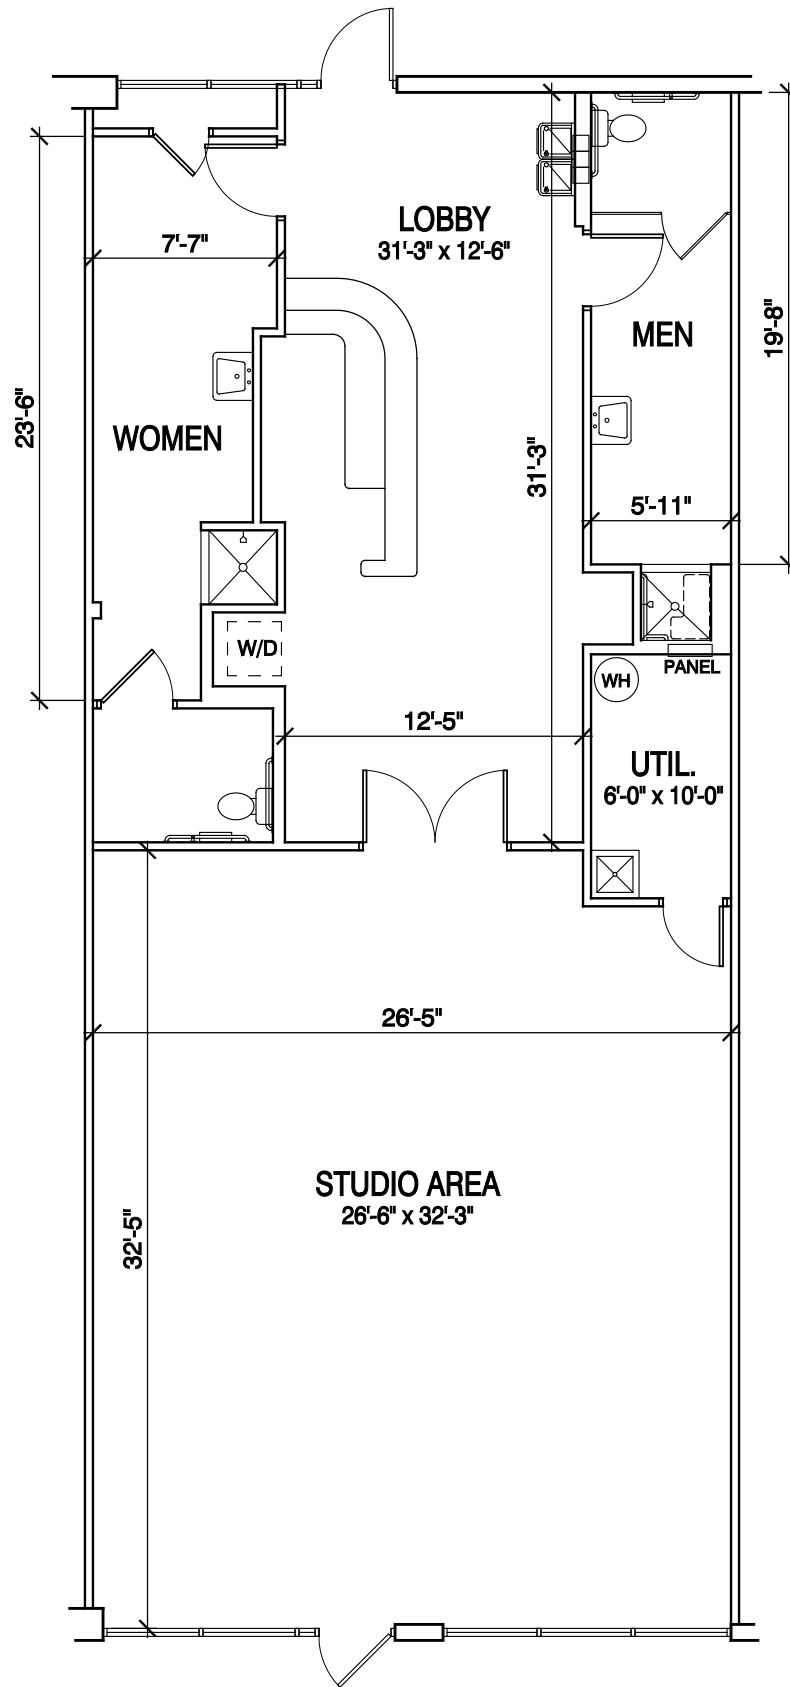 LOBBY
31'-3" x 12'-6"
7'-7"
MEN
19'-8"
23'-6"
WOMEN
31'-3"
5'-11"
W/D
PANEL
WH
12'-5"
UTIL.
6'-0" x 10'-0"
26'-5"
STUDIO AREA
26'-6" x 32'-3"
32'-5"